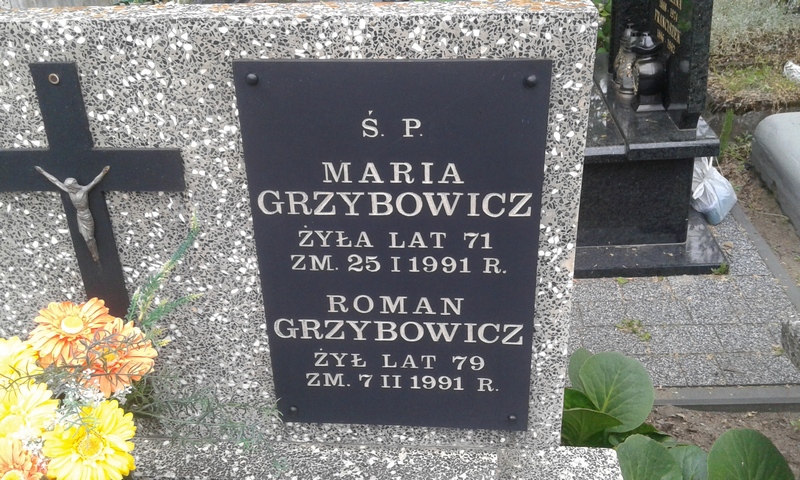 Ś. P.
MARIA
GRZYBOWICZ
ŻYŁA LAT 71
ZM. 25 I 1991 R.
ROMAN
GRZYBOWICZ
ŻYŁ LAT 79
ZM. 7 II 1991 R.